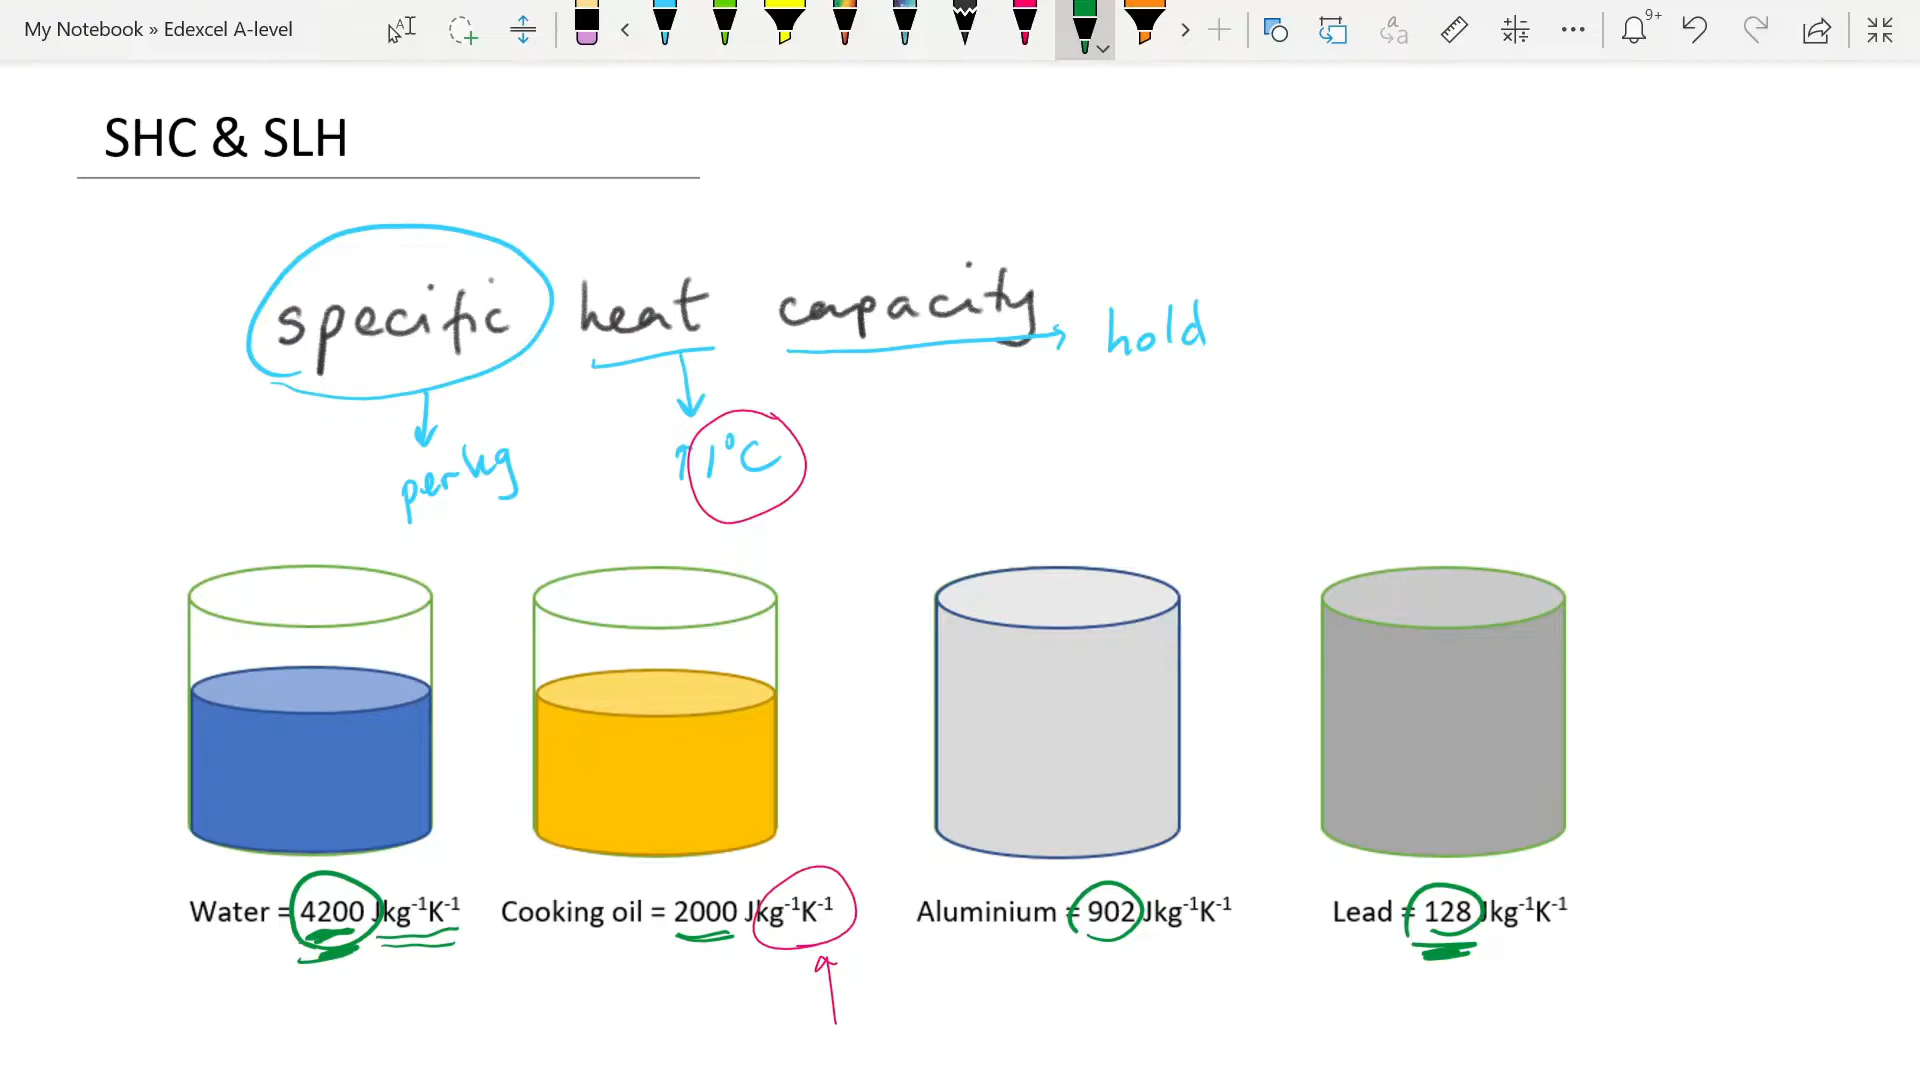 My Notebook » Edexcel A-level
9+
SHC & SLH
specific heat capacity
hold
per kg
↑1°C
Water = 4200 Jkg⁻¹K⁻¹
Cooking oil = 2000 Jkg⁻¹K⁻¹
Aluminium = 902 Jkg⁻¹K⁻¹
Lead = 128 Jkg⁻¹K⁻¹